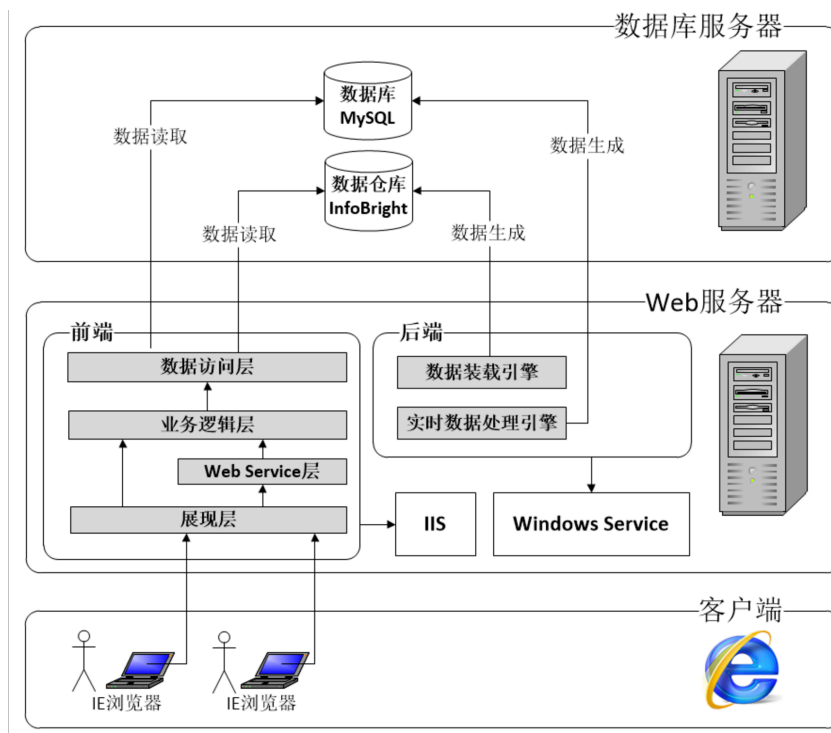 数据库服务器
数据库
MySQL
数据读取
数据生成
数据仓库
InfoBright
数据读取
数据生成
Web服务器
前端
后端
数据访问层
数据装载引擎
业务逻辑层
实时数据处理引擎
Web Service层
展现层
IIS
Windows Service
客户端
IE浏览器
IE浏览器